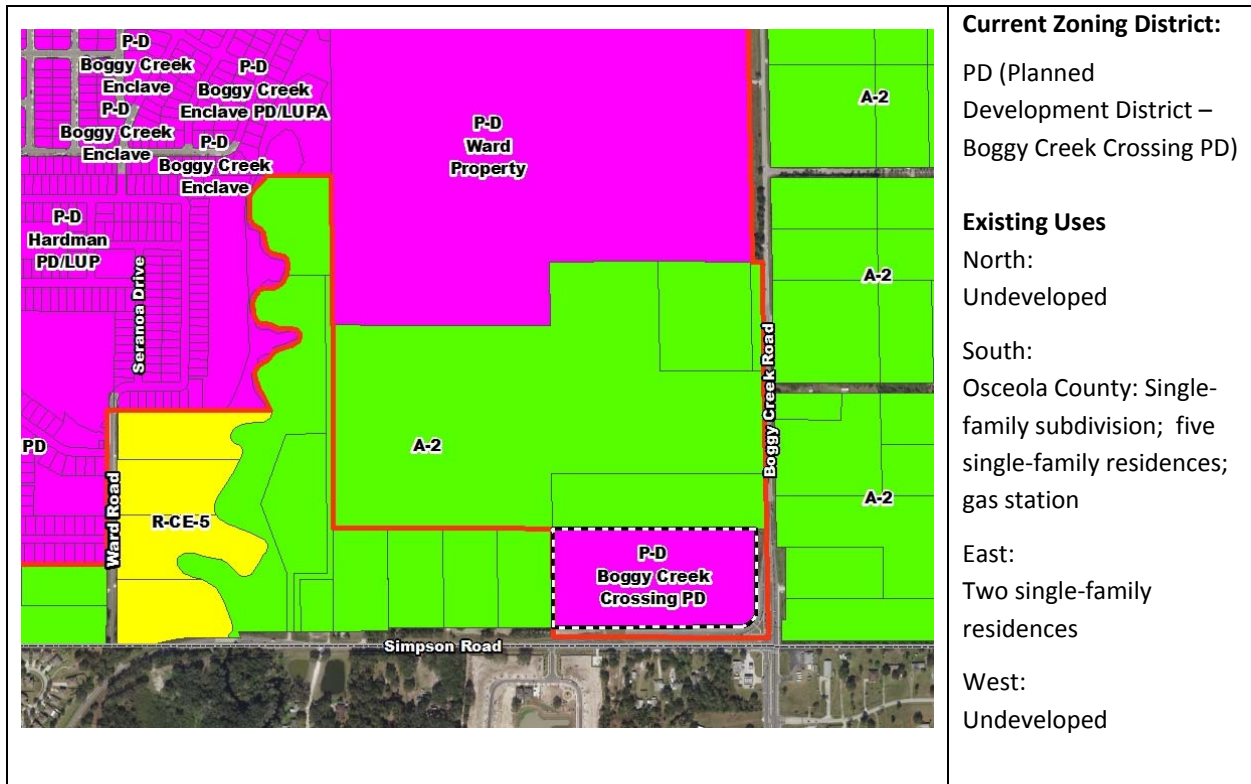 P-D
Boggy Creek
Enclave
P-D
Boggy Creek
Enclave PD/LUPA
P-D
Boggy Creek
Enclave
P-D
Boggy Creek
Enclave
P-D
Ward
Property
A-2
P-D
Hardman
PD/LUP
Seranoa Drive
A-2
Boggy Creek Road
PD
A-2
Ward Road
R-CE-5
A-2
P-D
Boggy Creek
Crossing PD
Simpson Road
Current Zoning District:
PD (Planned
Development District –
Boggy Creek Crossing PD)
Existing Uses
North:
Undeveloped
South:
Osceola County: Single-
family subdivision; five
single-family residences;
gas station
East:
Two single-family
residences
West:
Undeveloped